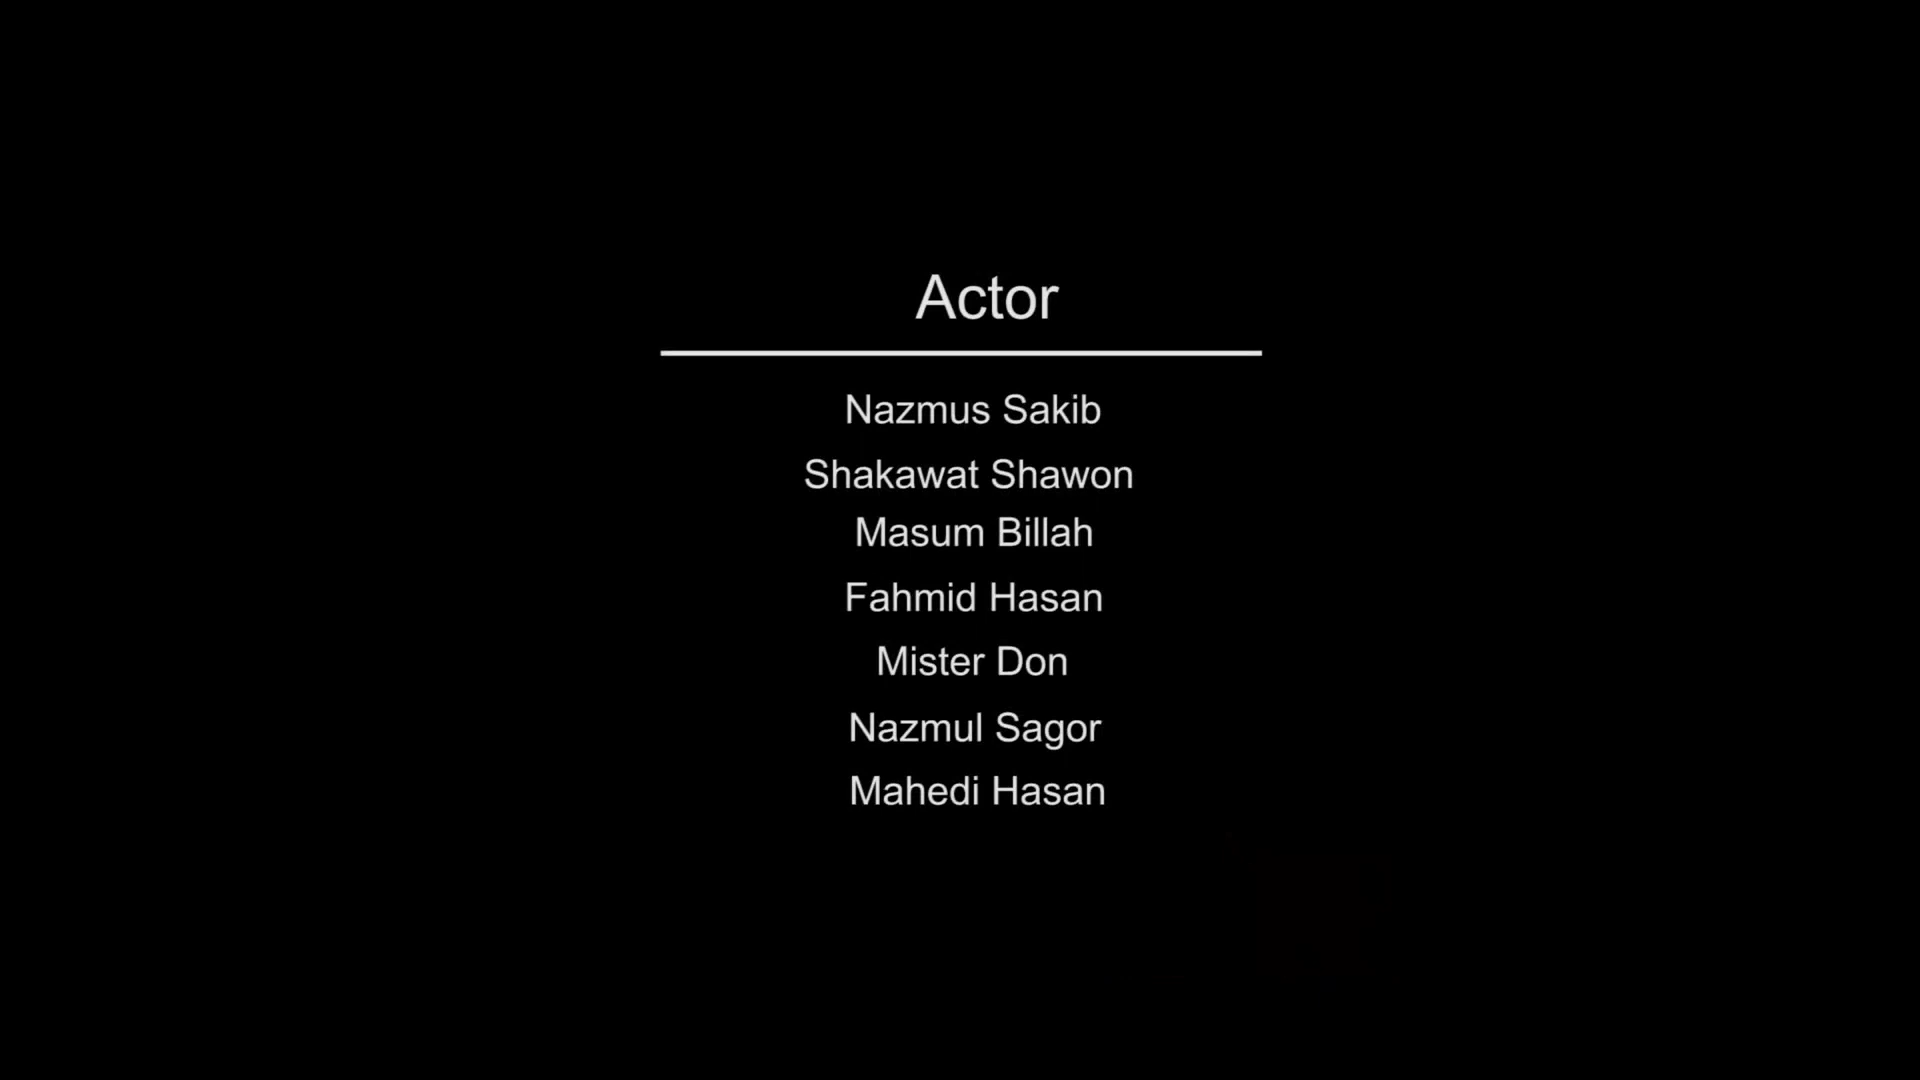 Actor
Nazmus Sakib
Shakawat Shawon
Masum Billah
Fahmid Hasan
Mister Don
Nazmul Sagor
Mahedi Hasan